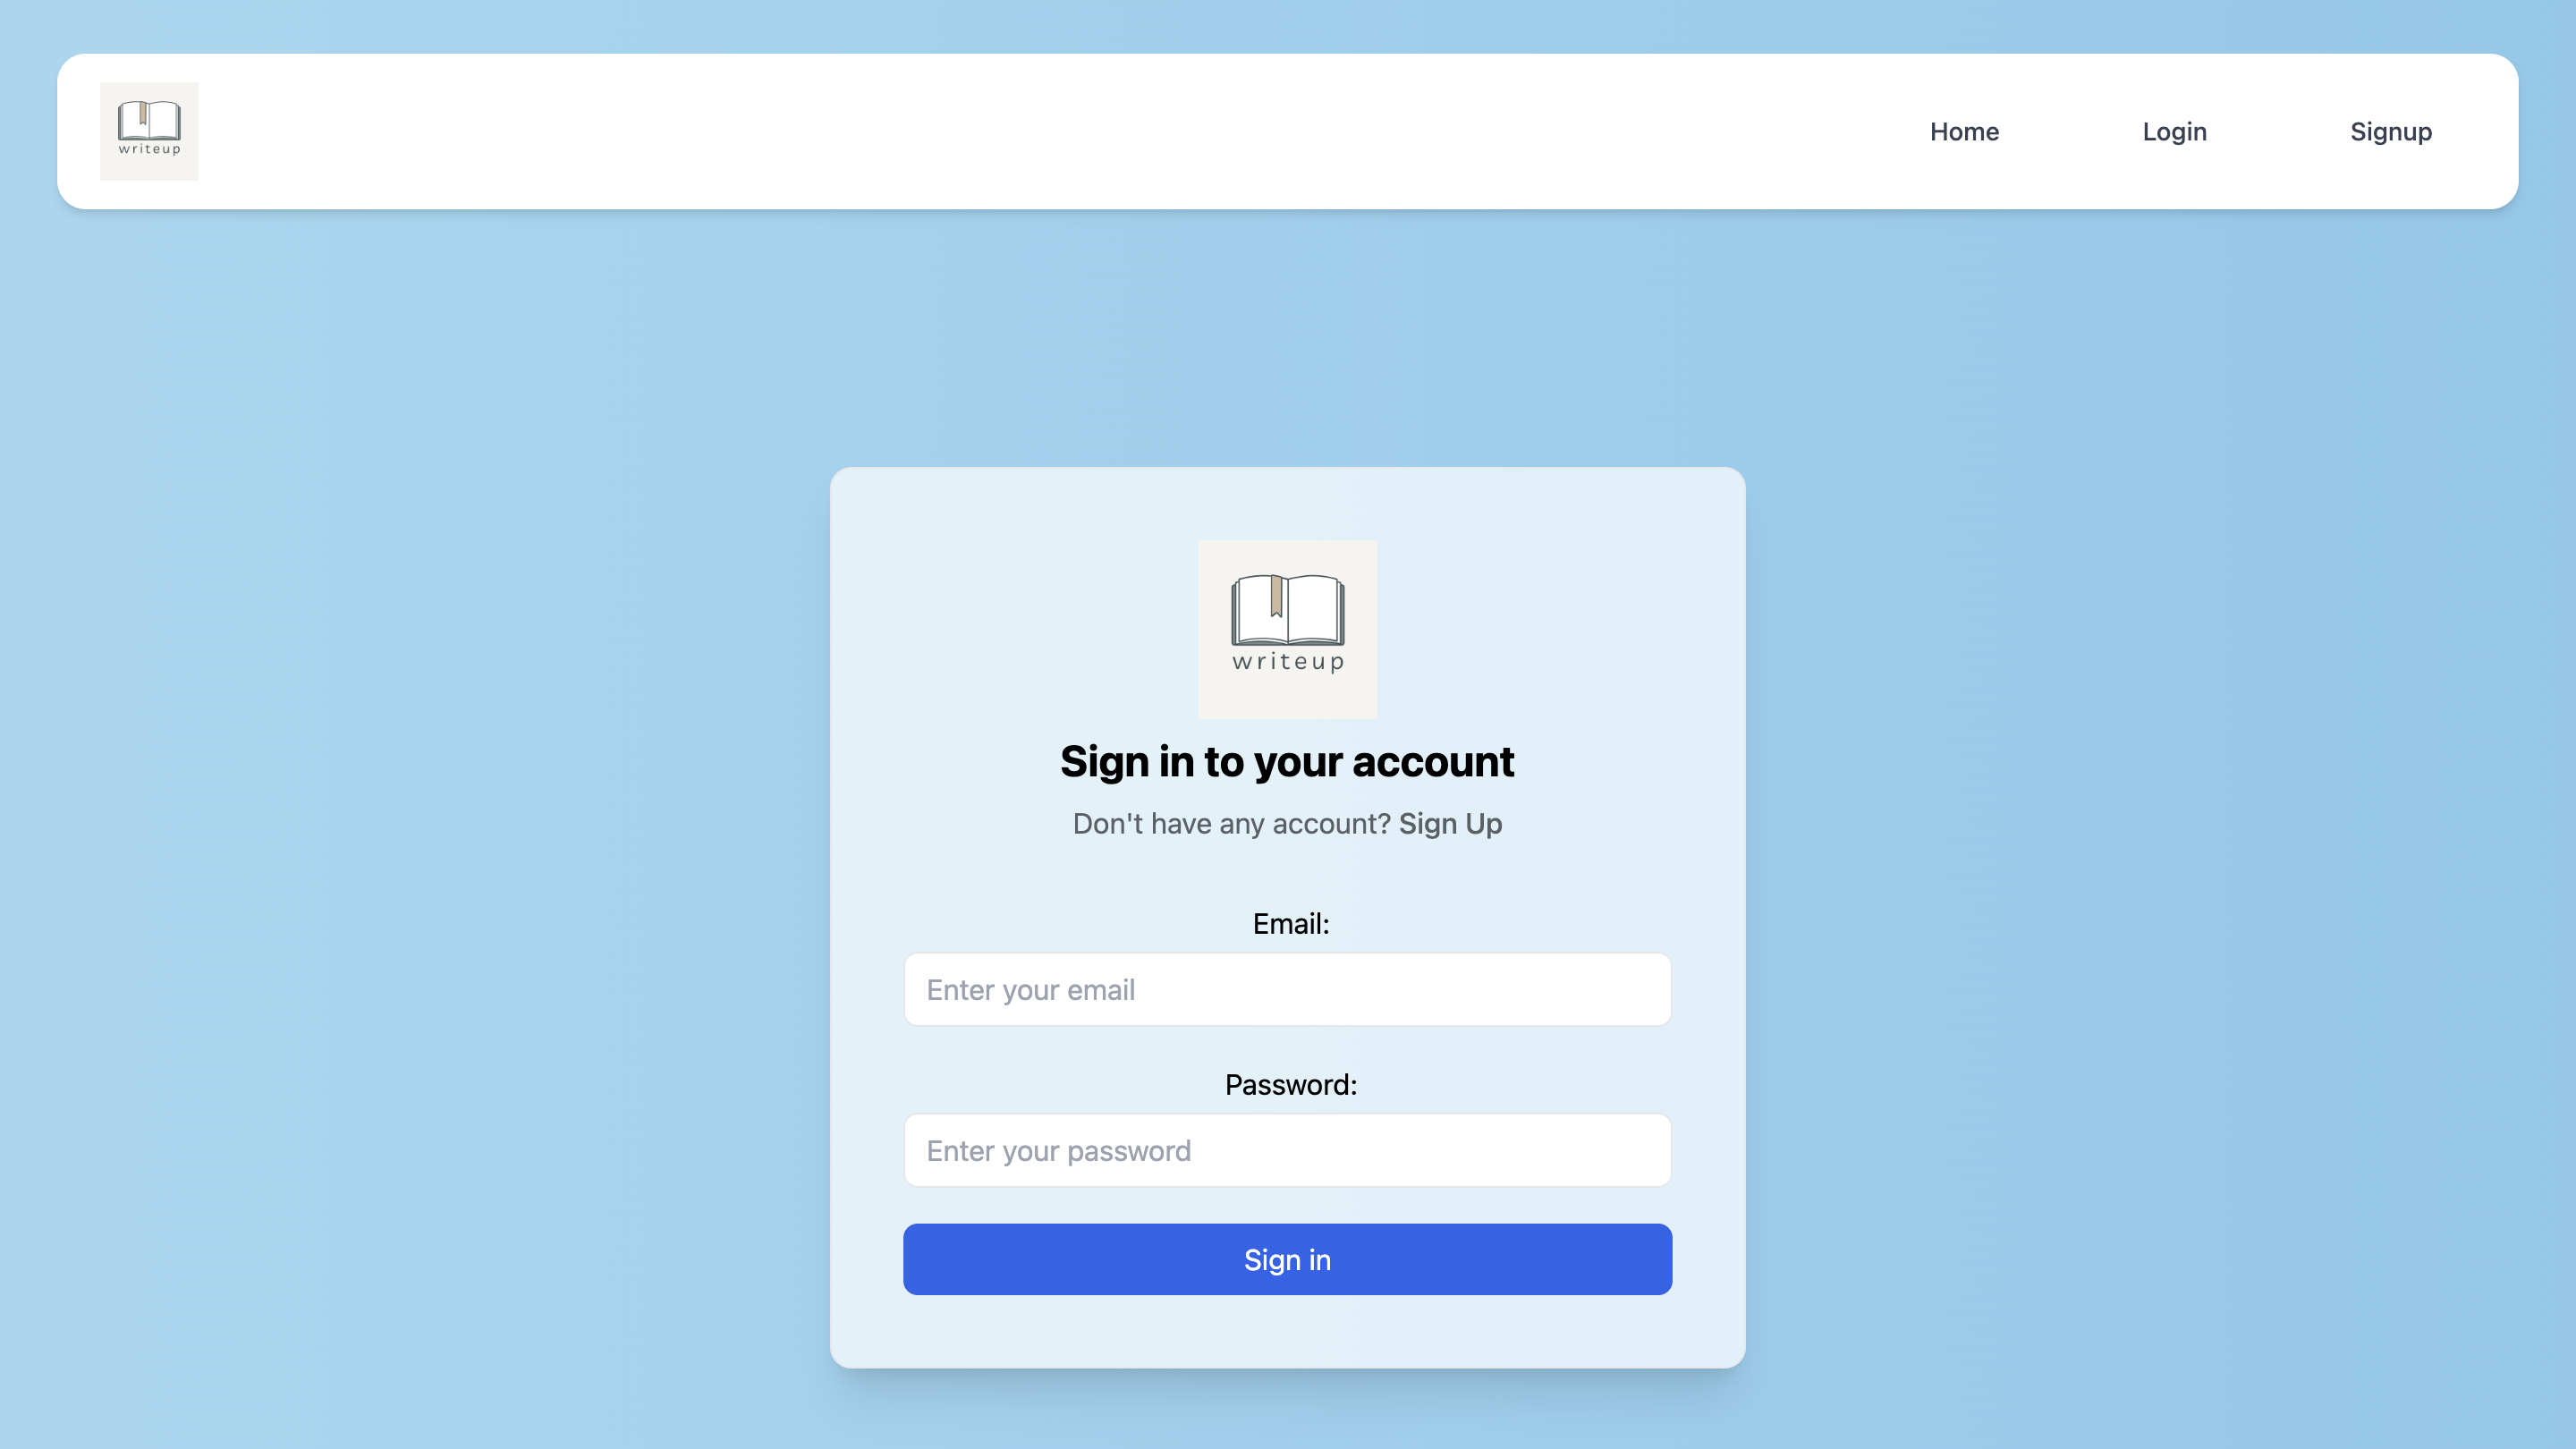 writeup
Home
Login
Signup
writeup
Sign in to your account
Don't have any account? Sign Up
Email:
Enter your email
Password:
Enter your password
Sign in